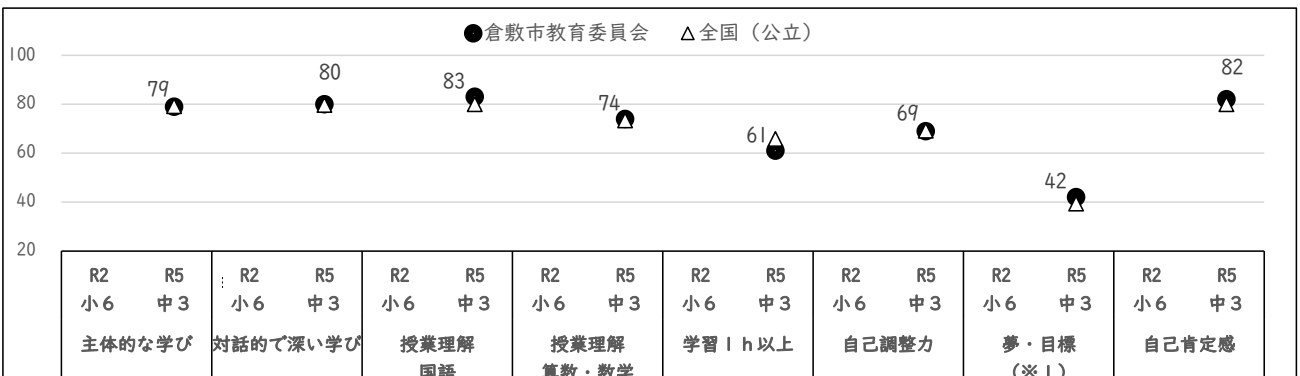 ●倉敷市教育委員会 △全国（公立）
100
80
60
40
20
79
80
83
74
61
69
42
82
R2 R5 R2 R5 R2 R5 R2 R5 R2 R5 R2 R5 R2 R5 R2 R5
小6 中3 小6 中3 小6 中3 小6 中3 小6 中3 小6 中3 小6 中3 小6 中3
主体的な学び 対話的で深い学び 授業理解 授業理解 学習1h以上 自己調整力 夢・目標 自己肯定感
国語 算数・数学 （※1）